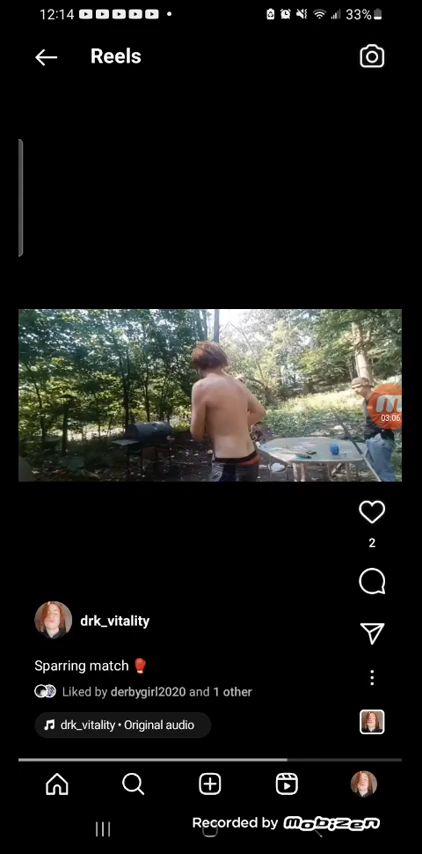 12:14
33%
Reels
03:06
2
drk_vitality
Sparring match 🥊
Liked by derbygirl2020 and 1 other
drk_vitality • Original audio
Recorded by mobizen